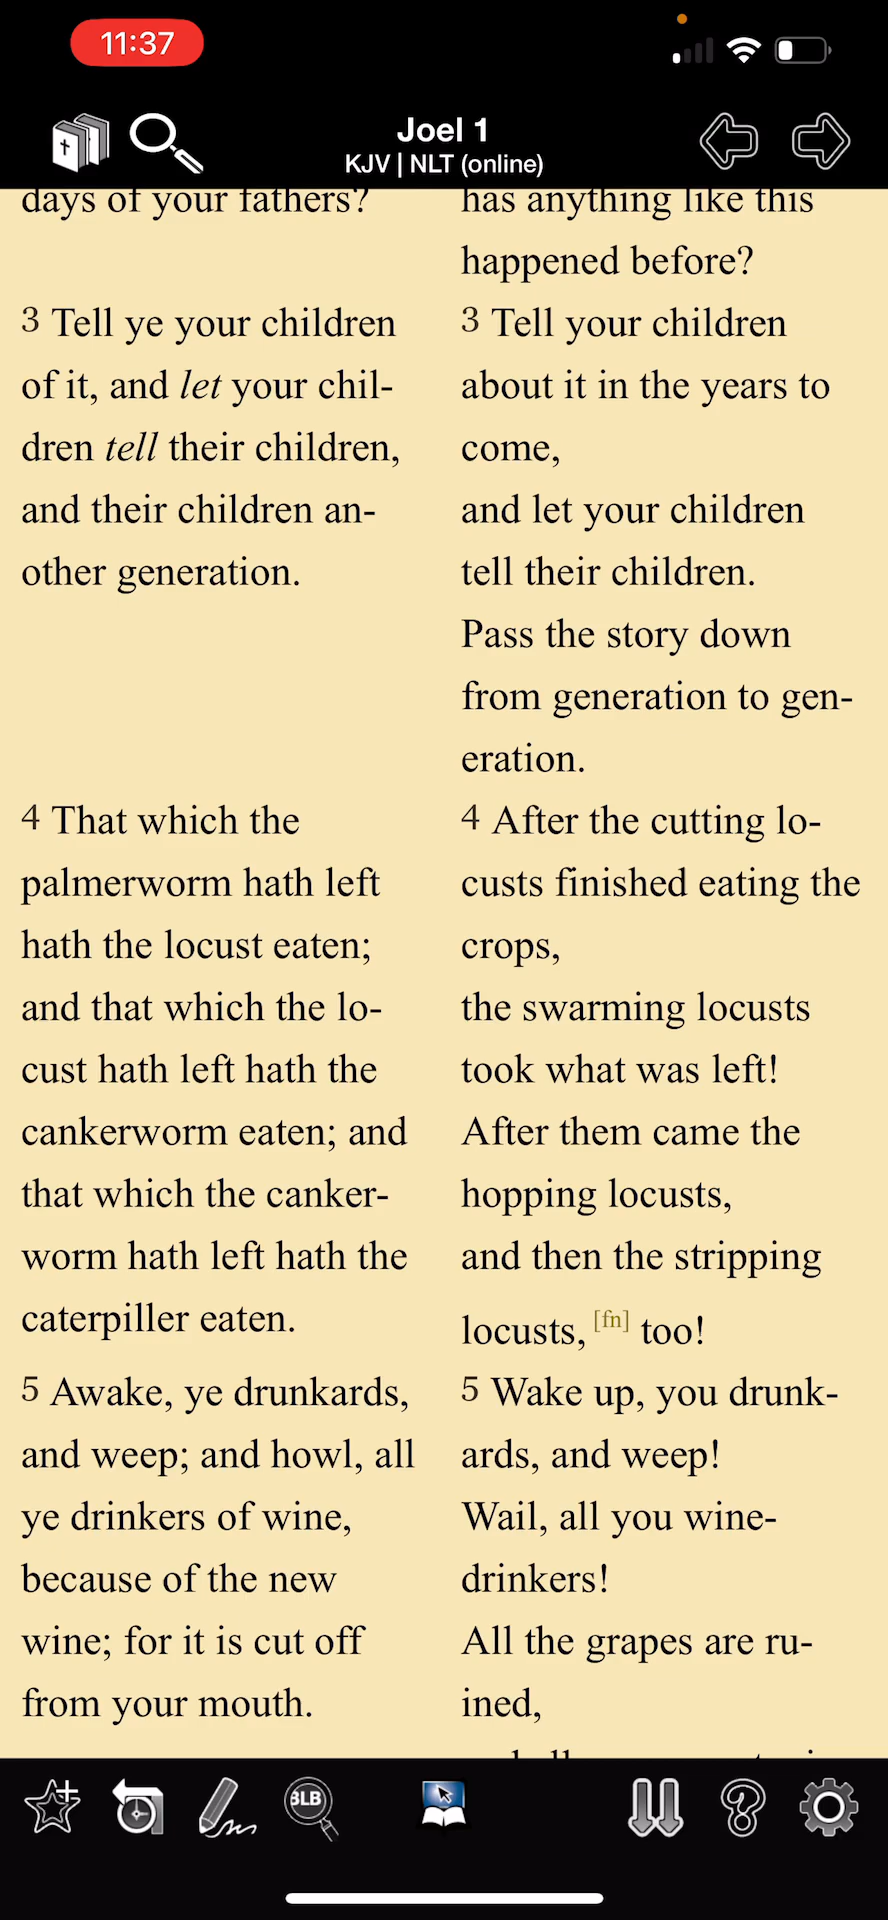 11:37
Joel 1
KJV | NLT (online)
days of your fathers?
3 Tell ye your children
of it, and let your chil-
dren tell their children,
and their children an-
other generation.
4 That which the
palmerworm hath left
hath the locust eaten;
and that which the lo-
cust hath left hath the
cankerworm eaten; and
that which the canker-
worm hath left hath the
caterpiller eaten.
5 Awake, ye drunkards,
and weep; and howl, all
ye drinkers of wine,
because of the new
wine; for it is cut off
from your mouth.
has anything like this
happened before?
3 Tell your children
about it in the years to
come,
and let your children
tell their children.
Pass the story down
from generation to gen-
eration.
4 After the cutting lo-
custs finished eating the
crops,
the swarming locusts
took what was left!
After them came the
hopping locusts,
and then the stripping
locusts, [fn] too!
5 Wake up, you drunk-
ards, and weep!
Wail, all you wine-
drinkers!
All the grapes are ru-
ined,
BLB